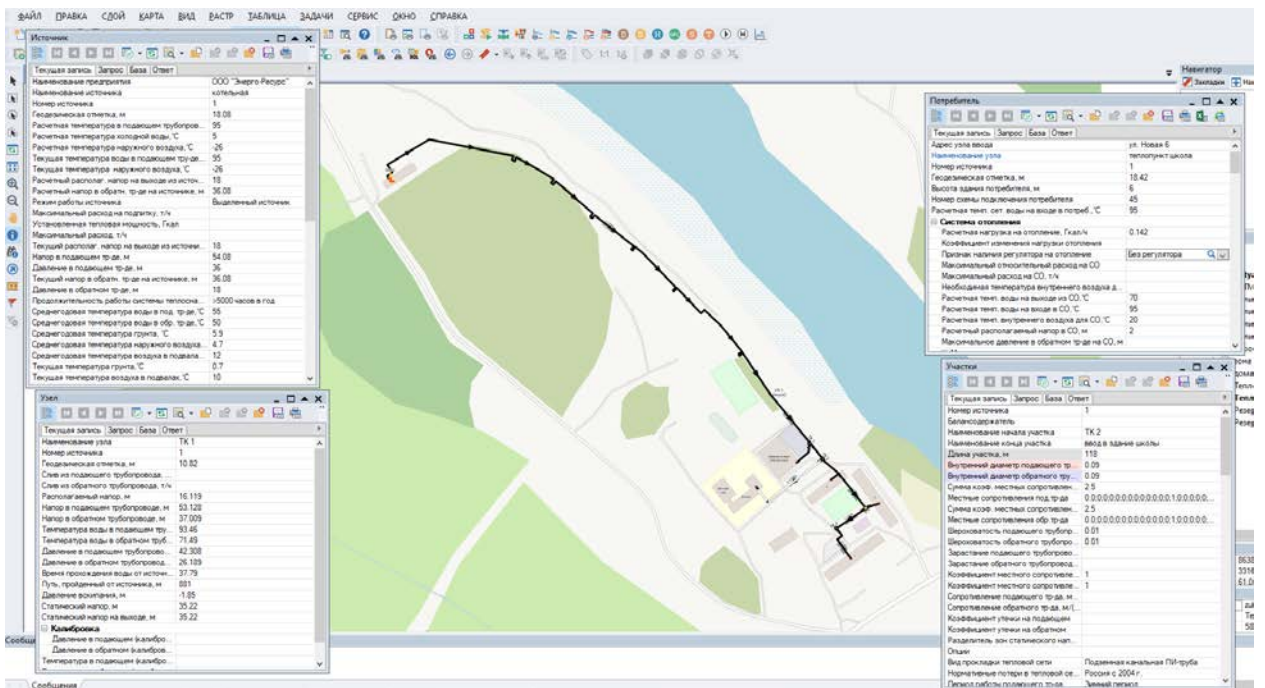 ФАЙЛ ПРАВКА СЛОЙ КАРТА ВИД РАСТР ТАБЛИЦА ЗАДАЧИ СЕРВИС ОКНО СПРАВКА
Источник
Текущая запись Запрос База Ответ
Наименование предприятия ООО "Энерго-Ресурс"
Наименование источника котельная
Номер источника 1
Геодезическая отметка, м 18.08
Расчетная температура в подающем трубопров... 95
Расчетная температура холодной воды,°С 5
Расчетная температура наружного воздуха,°С -26
Текущая температура воды в подающем тру-де... 95
Текущая температура наружного воздуха,°С -26
Расчетный располаг. напор на выходе из источ... 18
Расчетный напор в обратн. тр-де на источнике, м 36.08
Режим работы источника Выделенный источник
Максимальный расход на подпитку, т/ч
Установленная тепловая мощность, Гкал
Максимальный расход, т/ч
Текущий располаг. напор на выходе из источни... 18
Напор в подающем тр-де, м 54.08
Давление в подающем тр-де, м 36
Текущий напор в обратн. тр-де на источнике, м 36.08
Давление в обратном тр-де, м 18
Продолжительность работы системы теплосна... >5000 часов в год
Среднегодовая температура воды в под. тр-де,°С 55
Среднегодовая температура воды в обр. тр-де,°С 50
Среднегодовая температура грунта, °С 5.9
Среднегодовая температура наружного воздуха... 4.7
Среднегодовая температура воздуха в подвала... 12
Текущая температура грунта,°С 0.7
Текущая температура воздуха в подвалах,°С 10
Узел
Текущая запись Запрос База Ответ
Наименование узла ТК 1
Номер источника 1
Геодезическая отметка, м 10.82
Слив из подающего трубопровода, ...
Слив из обратного трубопровода, т/ч
Располагаемый напор, м 16.119
Напор в подающем трубопроводе, м 53.128
Напор в обратном трубопроводе, м 37.009
Температура воды в подающем тру... 93.46
Температура воды в обратном труб... 71.49
Давление в подающем трубопрово... 42.308
Давление в обратном трубопровод... 26.189
Время прохождения воды от источн... 37.79
Путь, пройденный от источника, м 881
Давление вскипания, м -1.85
Статический напор, м 35.22
Статический напор на выходе, м 35.22
Калибровка
Давление в подающем (калибро...
Давление в обратном (калибров...
Температура в подающем (калибро...
Сообщения
Навигатор
Закладки
Потребитель
Текущая запись Запрос База Ответ
Адрес узла ввода ул. Новая 6
Наименование узла теплопункт школа
Номер источника 1
Геодезическая отметка, м 18.42
Высота здания потребителя, м 6
Номер схемы подключения потребителя 45
Расчетная темп. сет. воды на входе в потреб.,°С 95
Система отопления
Расчетная нагрузка на отопление, Гкал/ч 0.142
Коэффициент изменения нагрузки отопления
Признак наличия регулятора на отопление Без регулятора
Максимальный относительный расход на СО
Максимальный расход на СО, т/ч
Необходимая температура внутреннего воздуха д...
Расчетная темп. воды на выходе из СО,°С 70
Расчетная темп. воды на входе в СО,°С 95
Расчетная темп. внутреннего воздуха для СО,°С 20
Расчетный располагаемый напор в СО, м 2
Максимальное давление в обратном тр-де на СО, м
Участки
Текущая запись Запрос База Ответ
Номер источника 1
Балансодержатель
Наименование начала участка ТК 2
Наименование конца участка ввод в здание школы
Длина участка, м 118
Внутренний диаметр подающего тр... 0.09
Внутренний диаметр обратного тру... 0.09
Сумма коэф. местных сопротивлен... 2.5
Местные сопротивления под.тр-да
Сумма коэф. местных сопротивлен... 2.5
Местные сопротивления обр.тр-да
Шероховатость подающего трубопр... 0.01
Шероховатость обратного трубопро... 0.01
Зарастание подающего трубопрово...
Зарастание обратного трубопровод...
Коэффициент местного сопротивле... 1
Коэффициент местного сопротивле... 1
Сопротивление подающего тр-да, м...
Сопротивление обратного тр-да, м/(...
Коэффициент утечки на подающем
Коэффициент утечки на обратном
Разделитель зон статического нап...
Опции
Вид прокладки тепловой сети Подземная канальная ПИ-труба
Нормативные потери в тепловой се... Россия с 2004 г.
Период работы подающего тр-да Зимний период